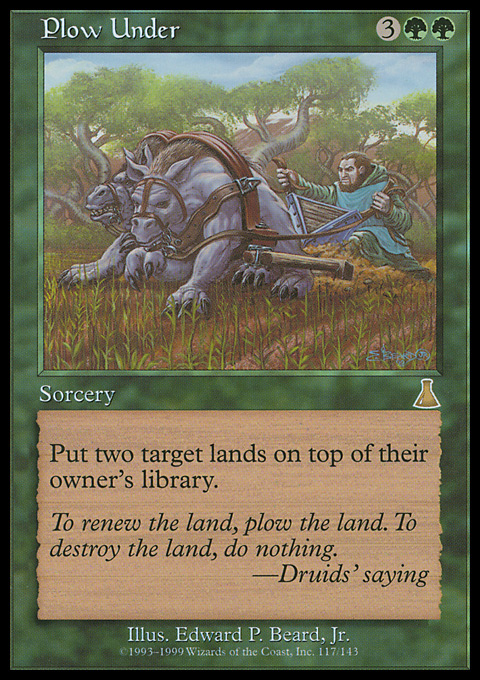 Plow Under
3
Sorcery
Put two target lands on top of their
owner's library.
To renew the land, plow the land. To
destroy the land, do nothing.
—Druids' saying
Illus. Edward P. Beard, Jr.
©1993–1999 Wizards of the Coast, Inc. 117/143